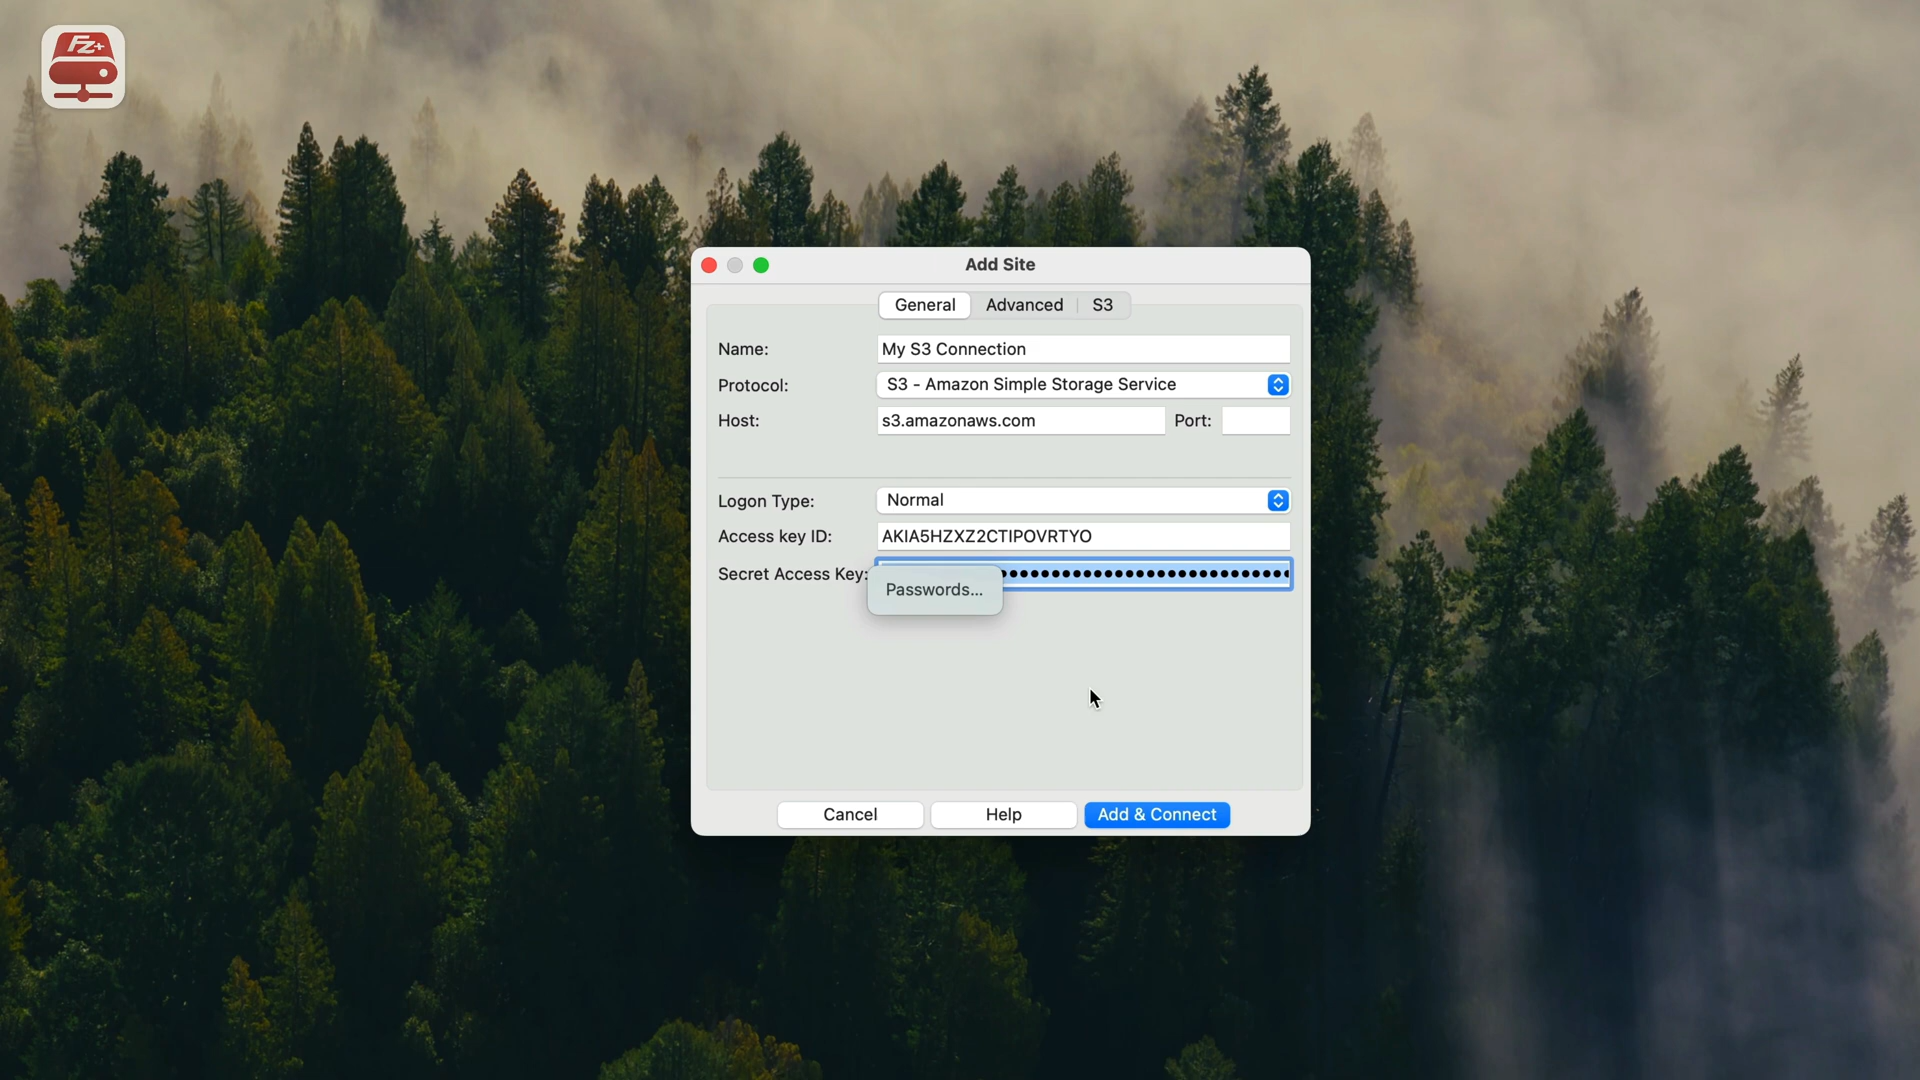 FZ+
Add Site
General Advanced S3
Name: My S3 Connection
Protocol: S3 - Amazon Simple Storage Service
Host: s3.amazonaws.com Port:
Logon Type: Normal
Access key ID: AKIA5HZXZ2CTIPOVRTYO
Secret Access Key: ●●●●●●●●●●●●●●●●●●●●●●●●●●●
Passwords...
Cancel Help Add & Connect